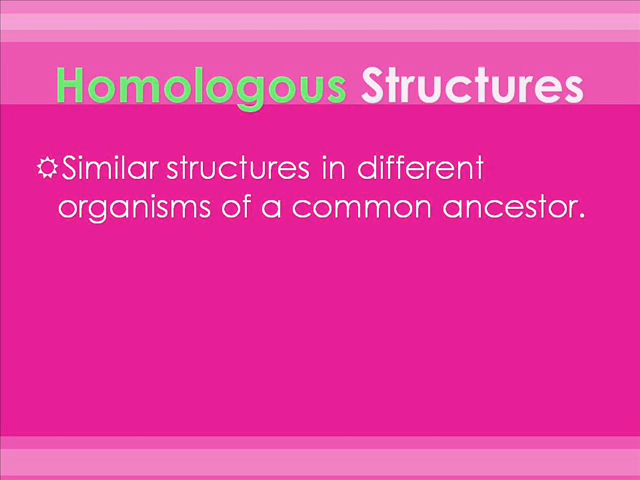 Homologous Structures
Similar structures in different
organisms of a common ancestor.